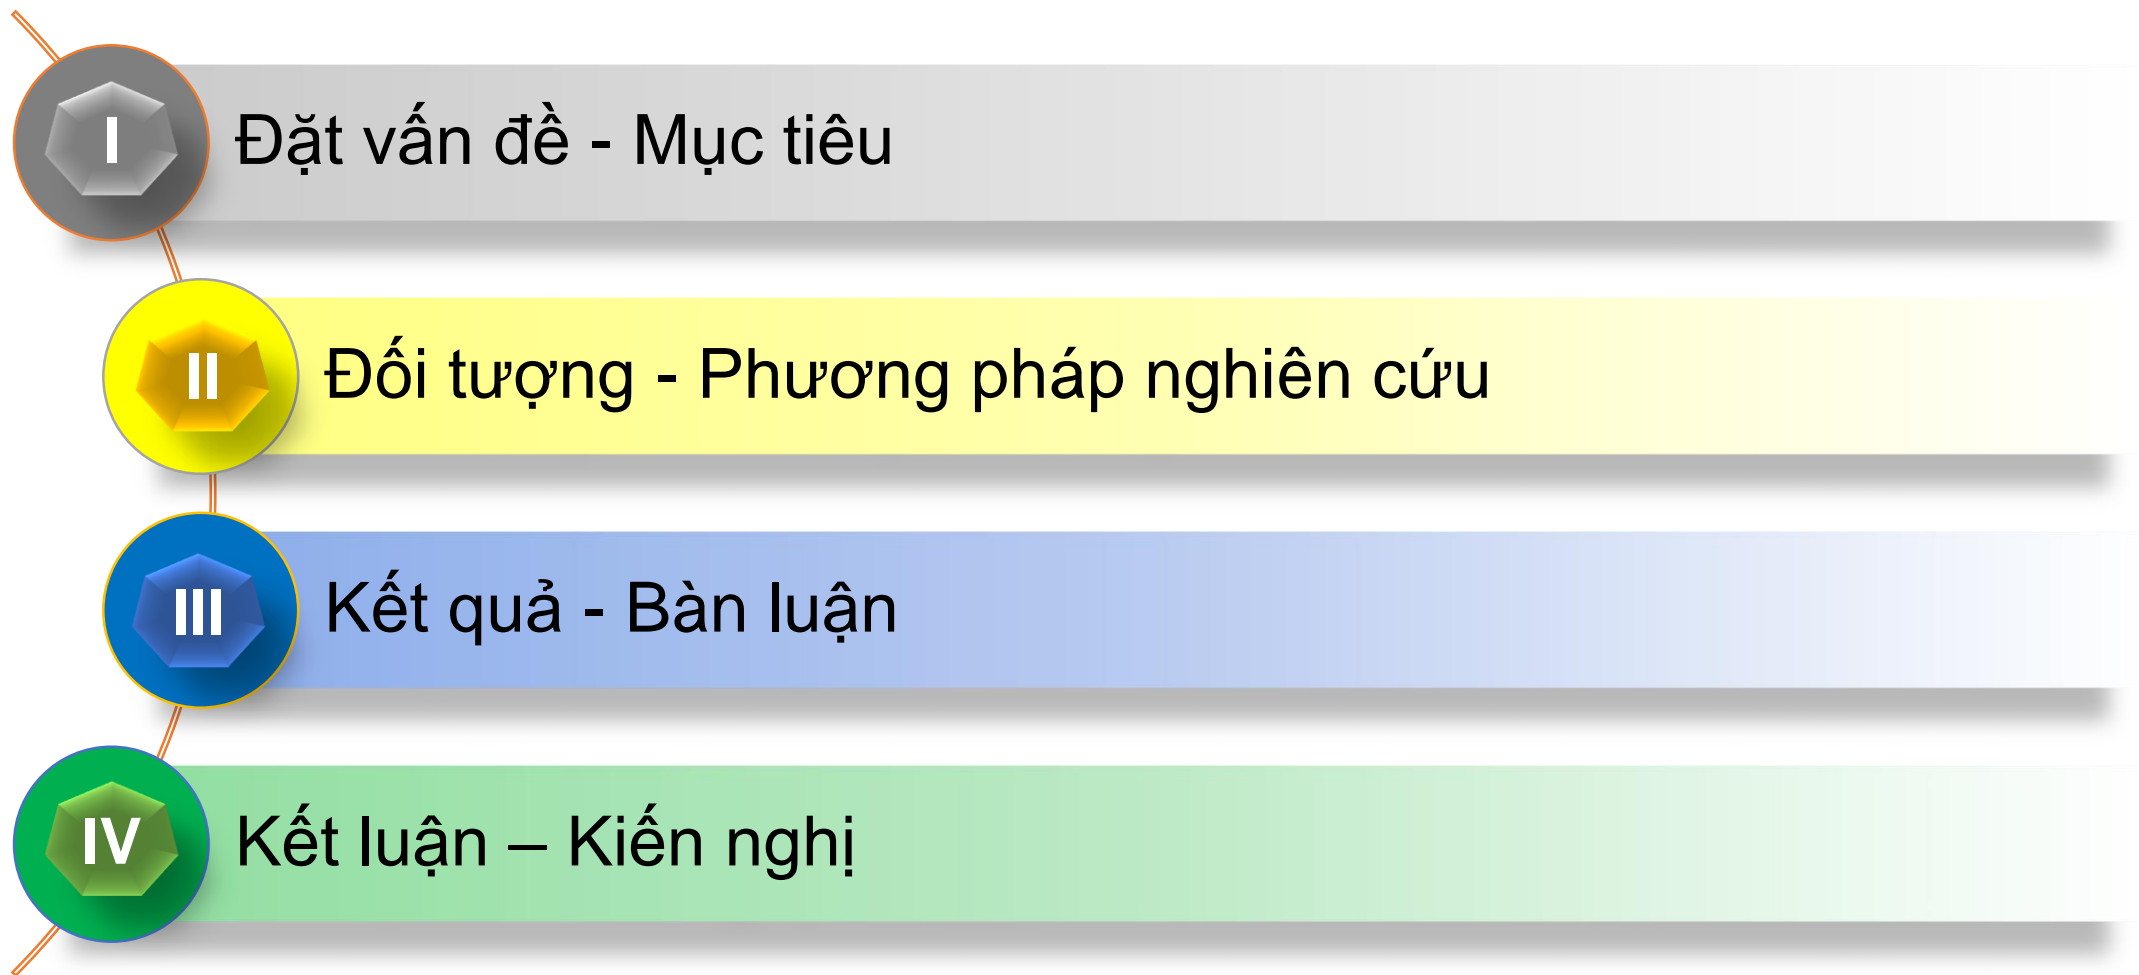 I
Đặt vấn đề - Mục tiêu
II
Đối tượng - Phương pháp nghiên cứu
III
Kết quả - Bàn luận
IV
Kết luận – Kiến nghị